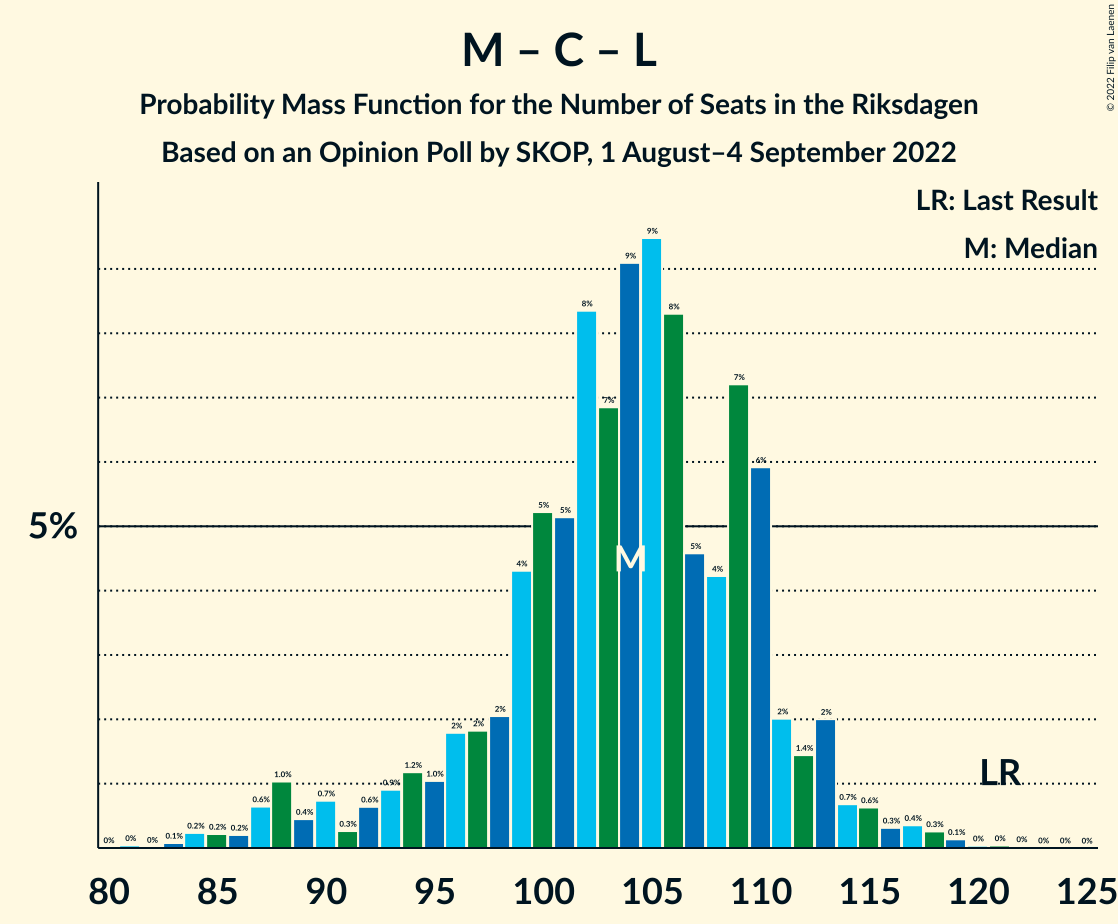 M – C – L
Probability Mass Function for the Number of Seats in the Riksdagen
Based on an Opinion Poll by SKOP, 1 August–4 September 2022
© 2022 Filip van Laenen
LR: Last Result
M: Median
5%
0% 0% 0% 0.1% 0.2% 0.2% 0.2% 0.6% 1.0% 0.4% 0.7% 0.3% 0.6% 0.9% 1.2% 1.0% 2% 2% 2% 4% 5% 5% 8% 7% 9% 9% 8% 5% 4% 7% 6% 2% 1.4% 2% 0.7% 0.6% 0.3% 0.4% 0.3% 0.1% 0% 0% 0% 0% 0% 0%
M
LR
80 85 90 95 100 105 110 115 120 125